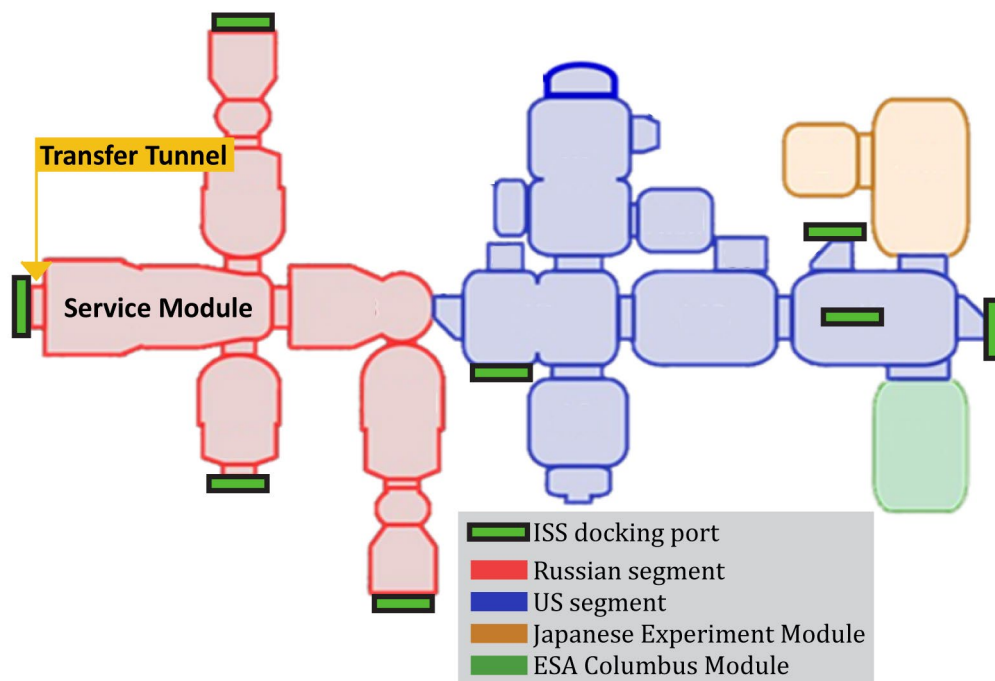 Transfer Tunnel
Service Module
ISS docking port
Russian segment
US segment
Japanese Experiment Module
ESA Columbus Module